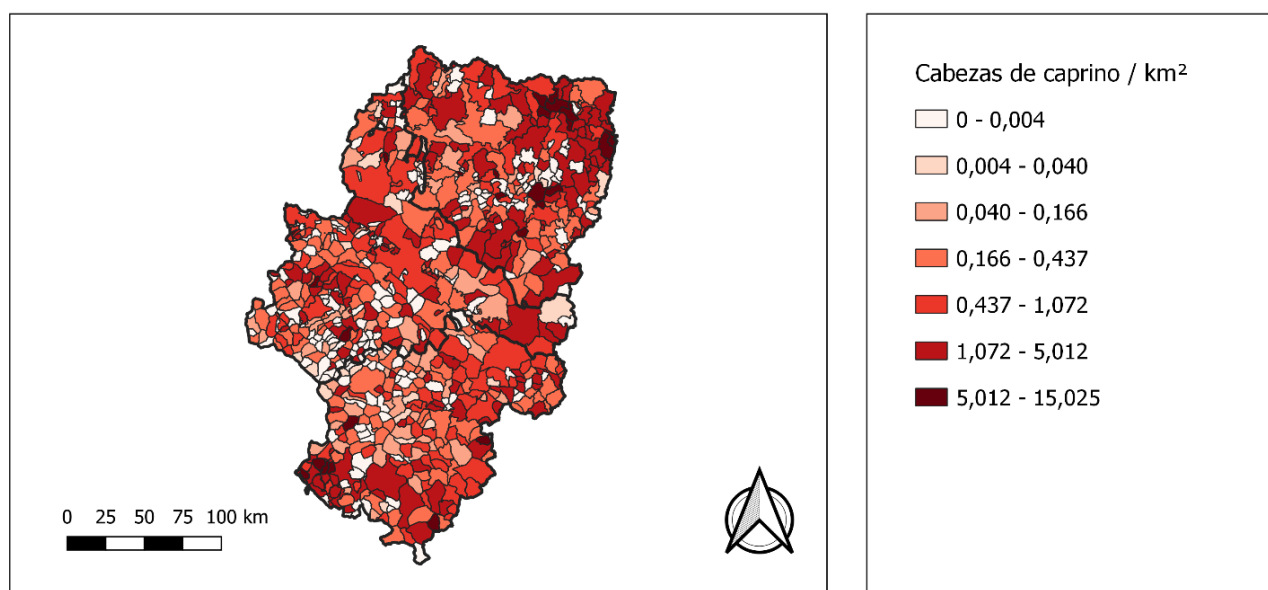 Cabezas de caprino / km²
0 - 0,004
0,004 - 0,040
0,040 - 0,166
0,166 - 0,437
0,437 - 1,072
1,072 - 5,012
5,012 - 15,025
0 25 50 75 100 km